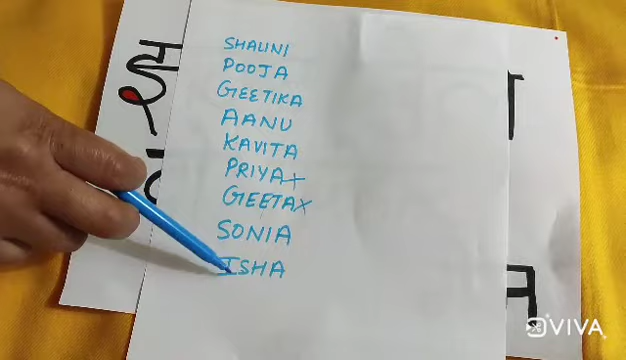 SHALINI
POOJA
GEETIKA
AANU
KAVITA
PRIYA+
GEETAX
SONIA
ISHA
VIVA